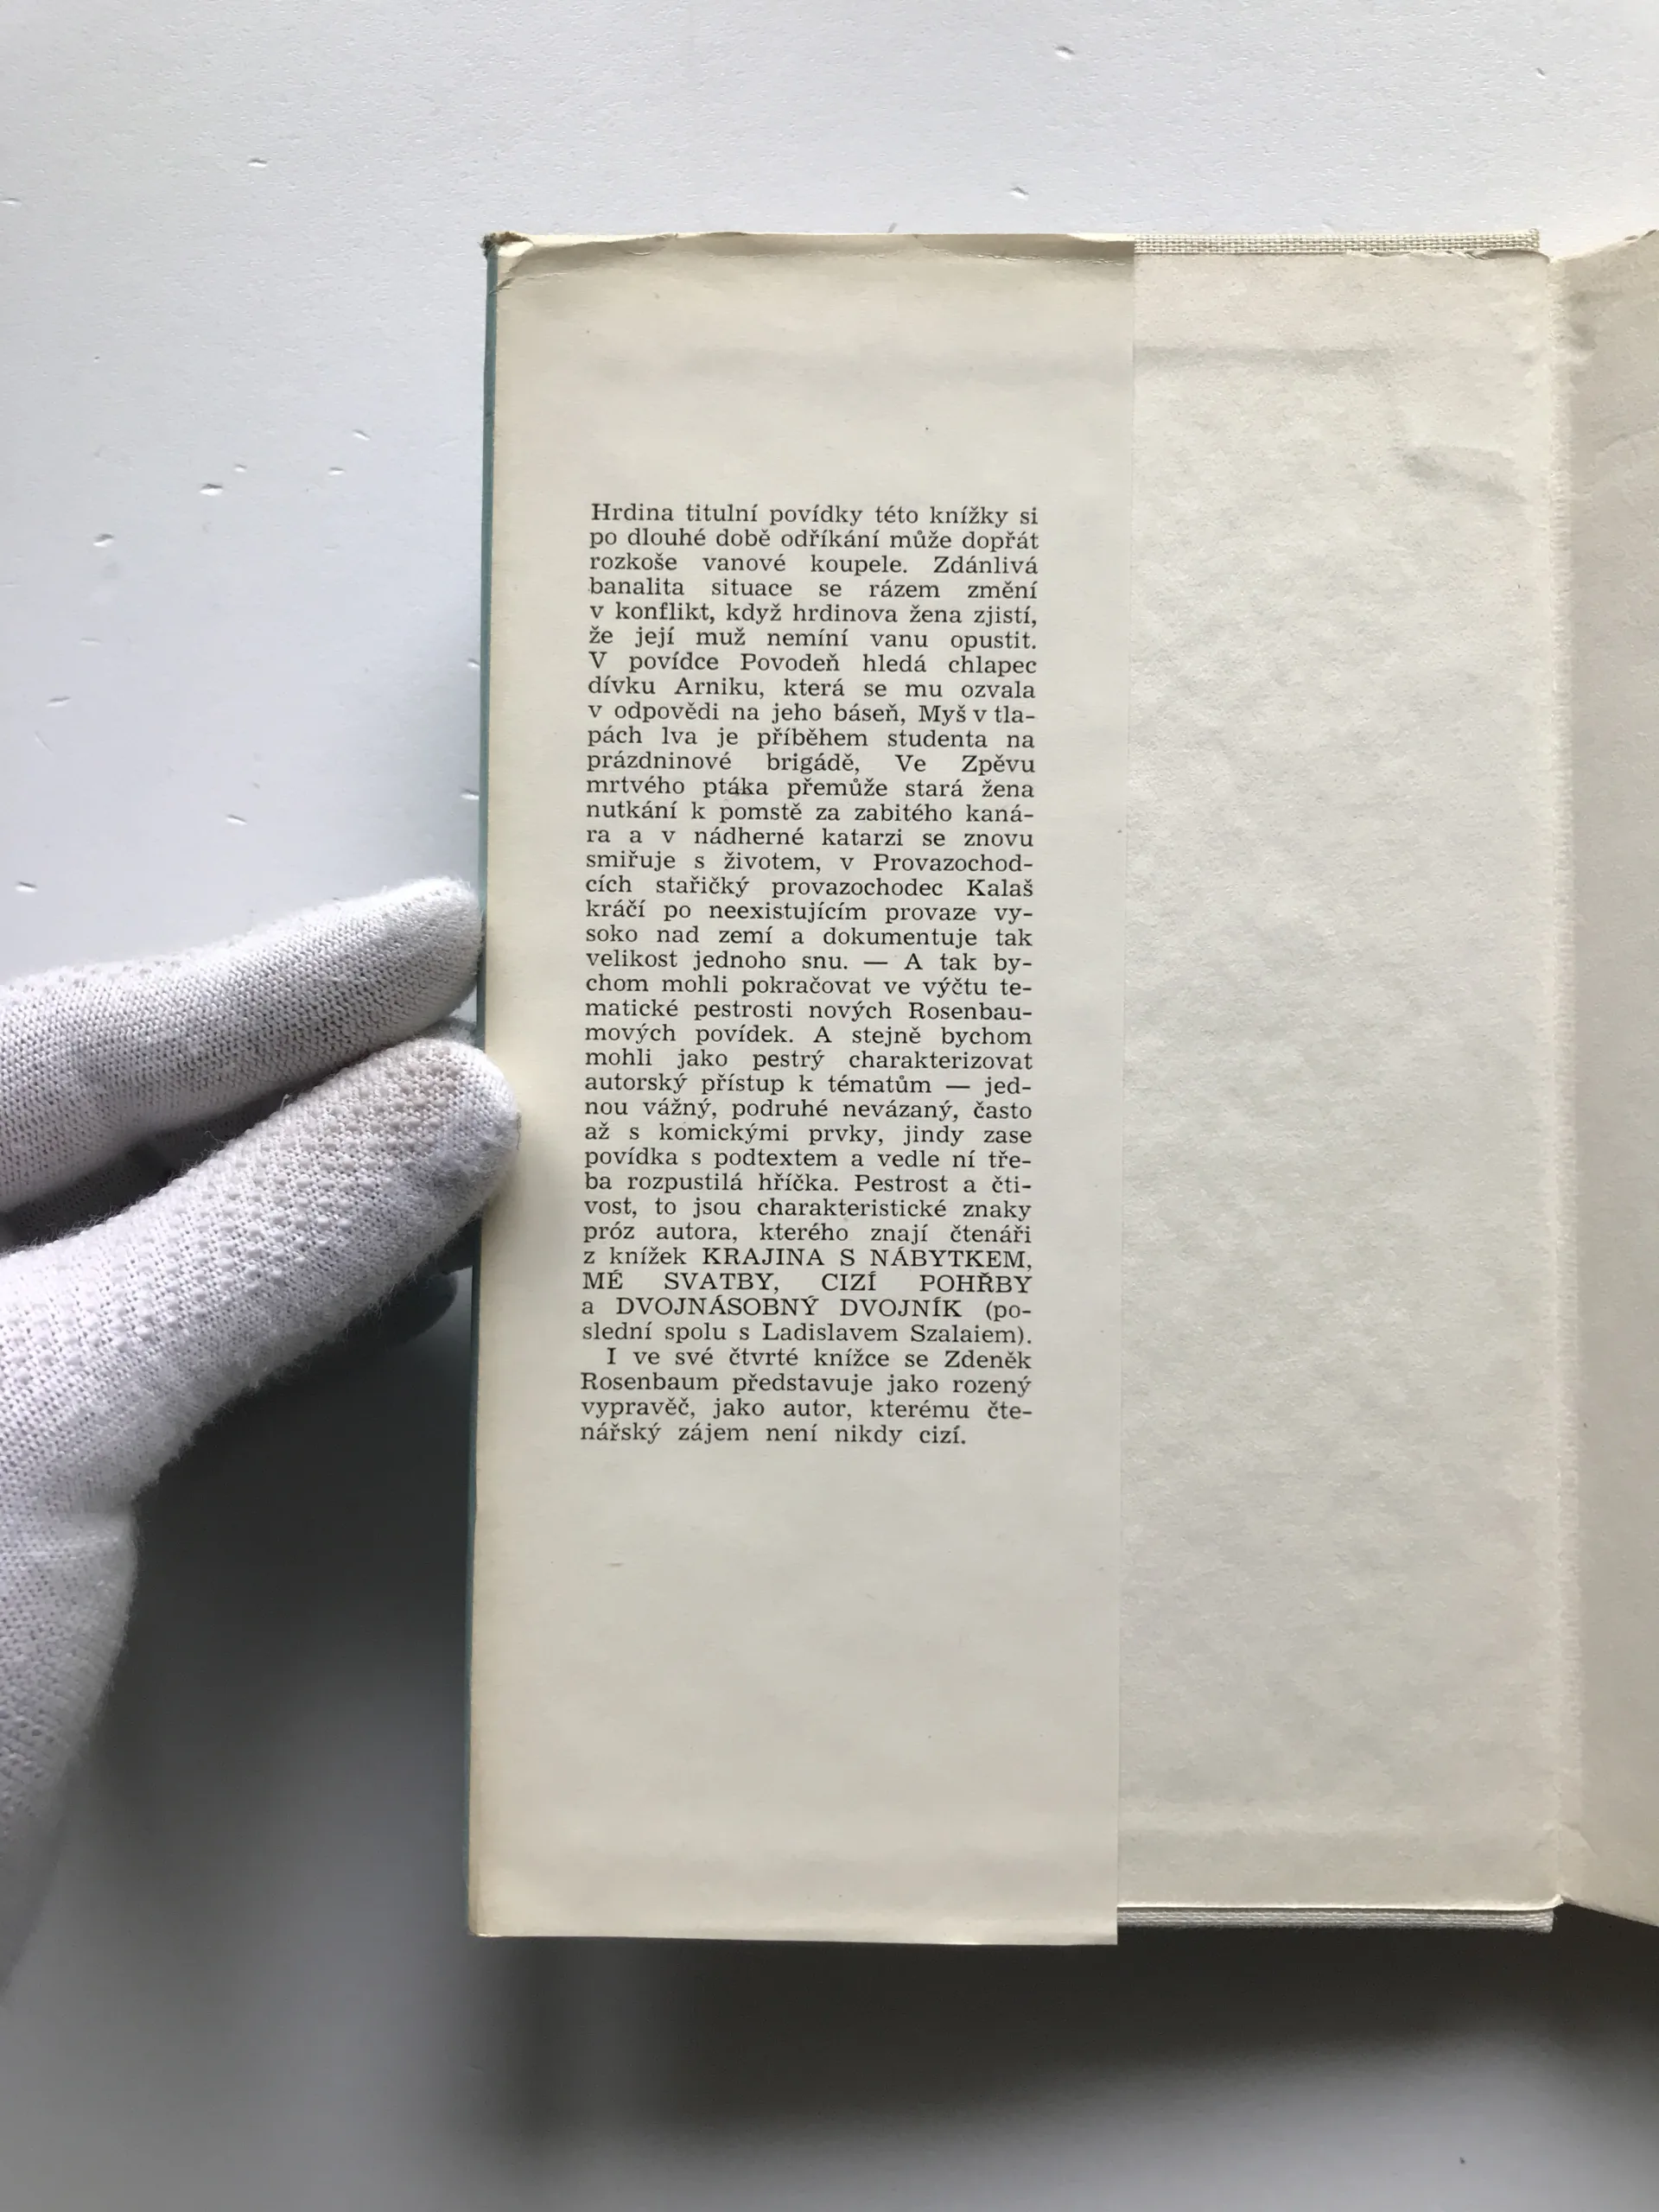 Hrdina titulní povídky této knížky si
po dlouhé době odříkání může dopřát
rozkoše vanové koupele. Zdánlivá
banalita situace se rázem změní
v konflikt, když hrdinova žena zjistí,
že její muž nemíní vanu opustit.
V povídce Povodeň hledá chlapec
dívku Arniku, která se mu ozvala
v odpovědi na jeho báseň, Myš v tla-
pách lva je příběhem studenta na
prázdninové brigádě, Ve Zpěvu
mrtvého ptáka přemůže stará žena
nutkání k pomstě za zabitého kaná-
ra a v nádherné katarzi se znovu
smiřuje s životem, v Provazochod-
cích stařičký provazochodec Kalaš
kráčí po neexistujícím provaze vy-
soko nad zemí a dokumentuje tak
velikost jednoho snu. — A tak by-
chom mohli pokračovat ve výčtu te-
matické pestrosti nových Rosenbau-
mových povídek. A stejně bychom
mohli jako pestrý charakterizovat
autorský přístup k tématům — jed-
nou vážný, podruhé nevázaný, často
až s komickými prvky, jindy zase
povídka s podtextem a vedle ní tře-
ba rozpustilá hříčka. Pestrost a čti-
vost, to jsou charakteristické znaky
próz autora, kterého znají čtenáři
z knížek KRAJINA S NÁBYTKEM,
MÉ SVATBY, CIZÍ POHŘBY
a DVOJNÁSOBNÝ DVOJNÍK (po-
slední spolu s Ladislavem Szalaiem).
I ve své čtvrté knížce se Zdeněk
Rosenbaum představuje jako rozený
vypravěč, jako autor, kterému čte-
nářský zájem není nikdy cizí.